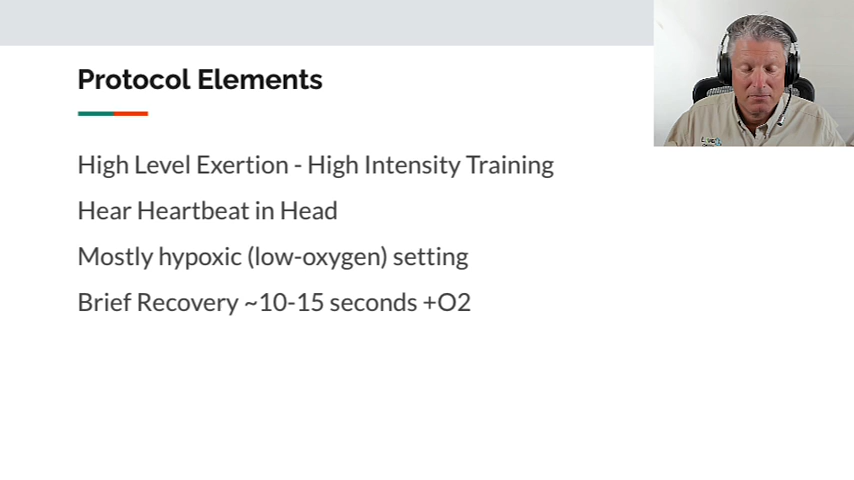 Protocol Elements
High Level Exertion - High Intensity Training
Hear Heartbeat in Head
Mostly hypoxic (low-oxygen) setting
Brief Recovery ~10-15 seconds +O2